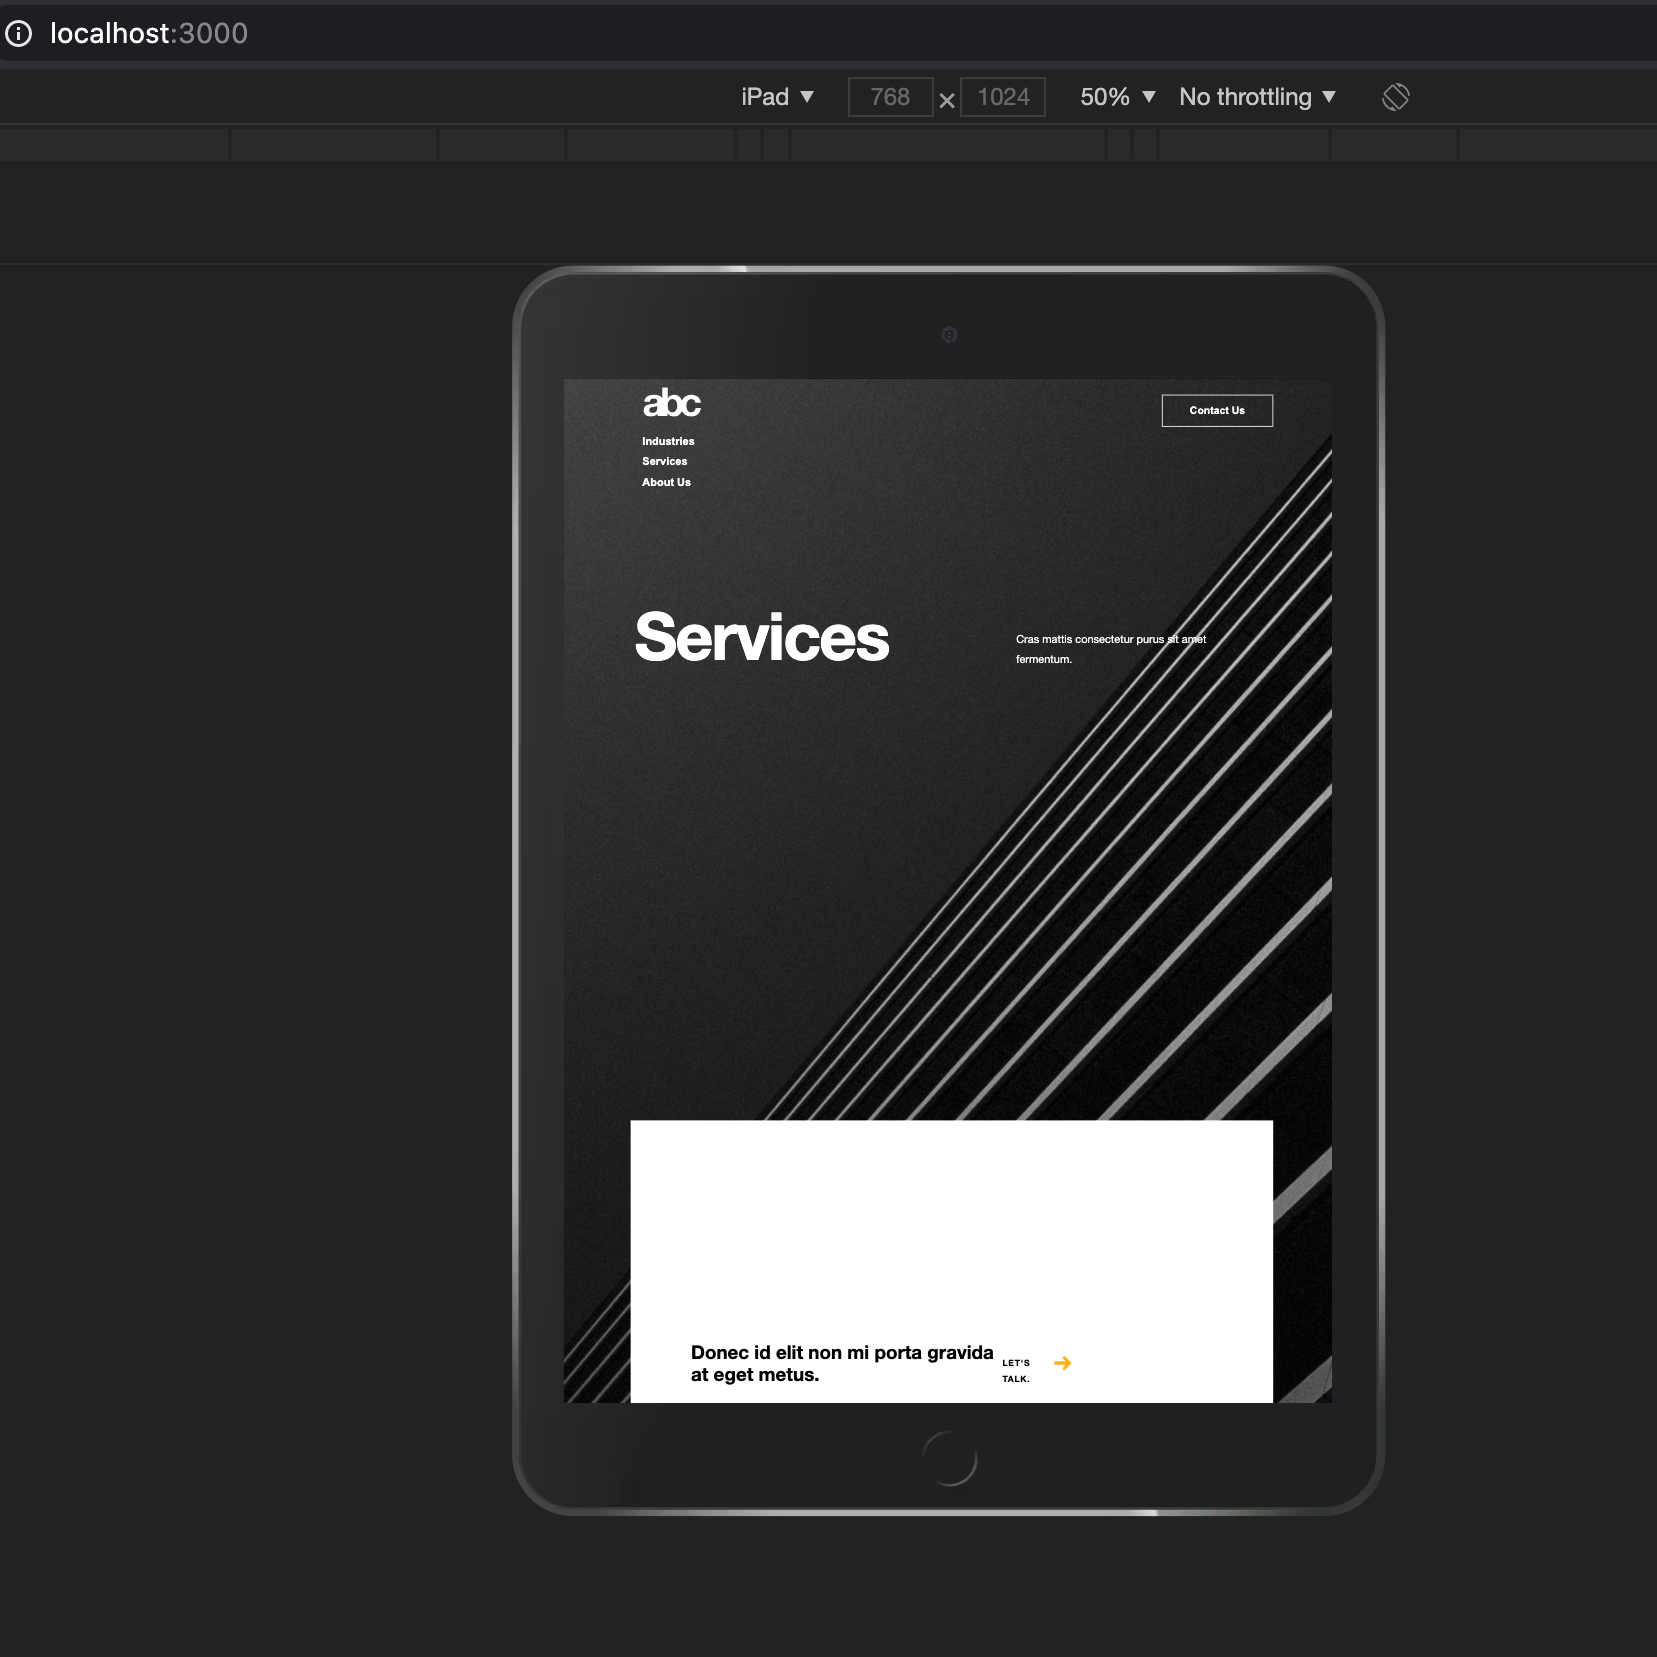 localhost:3000
iPad ▼ 768 × 1024 50% ▼ No throttling ▼
abc
Contact Us
Industries
Services
About Us
Services
Cras mattis consectetur purus sit amet
fermentum.
Donec id elit non mi porta gravida
at eget metus.
LET'S
TALK.